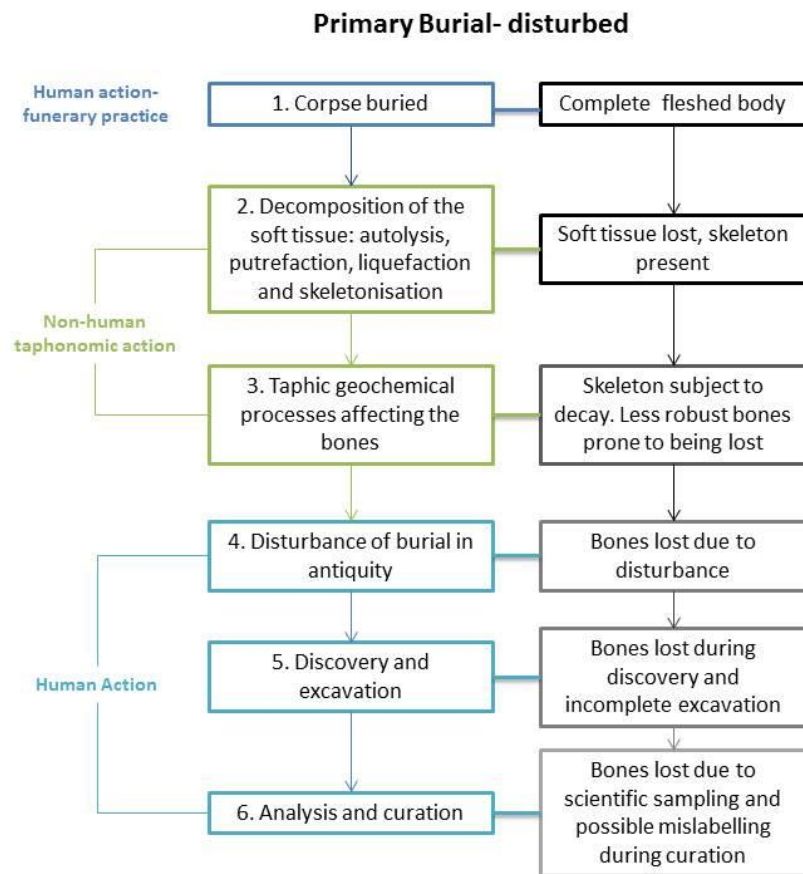 Primary Burial- disturbed
Human action-
funerary practice
1. Corpse buried
Complete fleshed body
2. Decomposition of the
soft tissue: autolysis,
putrefaction, liquefaction
and skeletonisation
Soft tissue lost, skeleton
present
Non-human
taphonomic action
3. Taphic geochemical
processes affecting the
bones
Skeleton subject to
decay. Less robust bones
prone to being lost
4. Disturbance of burial in
antiquity
Bones lost due to
disturbance
Human Action
5. Discovery and
excavation
Bones lost during
discovery and
incomplete excavation
6. Analysis and curation
Bones lost due to
scientific sampling and
possible mislabelling
during curation